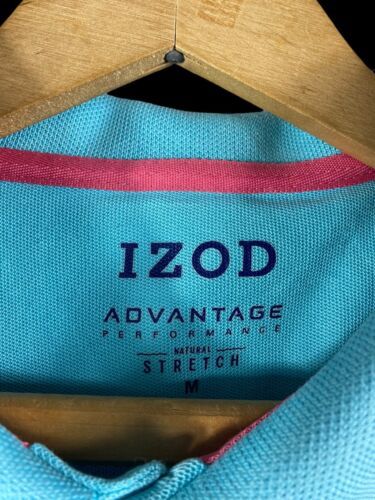 IZOD
ADVANTAGE
PERFORMANCE
NATURAL
STRETCH
M